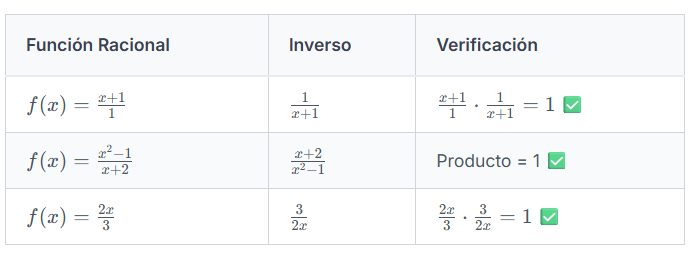 Función Racional Inverso Verificación
f(x) = \frac{x+1}{1} \frac{1}{x+1} \frac{x+1}{1} · \frac{1}{x+1} = 1 ✅
f(x) = \frac{x^2−1}{x+2} \frac{x+2}{x^2−1} Producto = 1 ✅
f(x) = \frac{2x}{3} \frac{3}{2x} \frac{2x}{3} · \frac{3}{2x} = 1 ✅